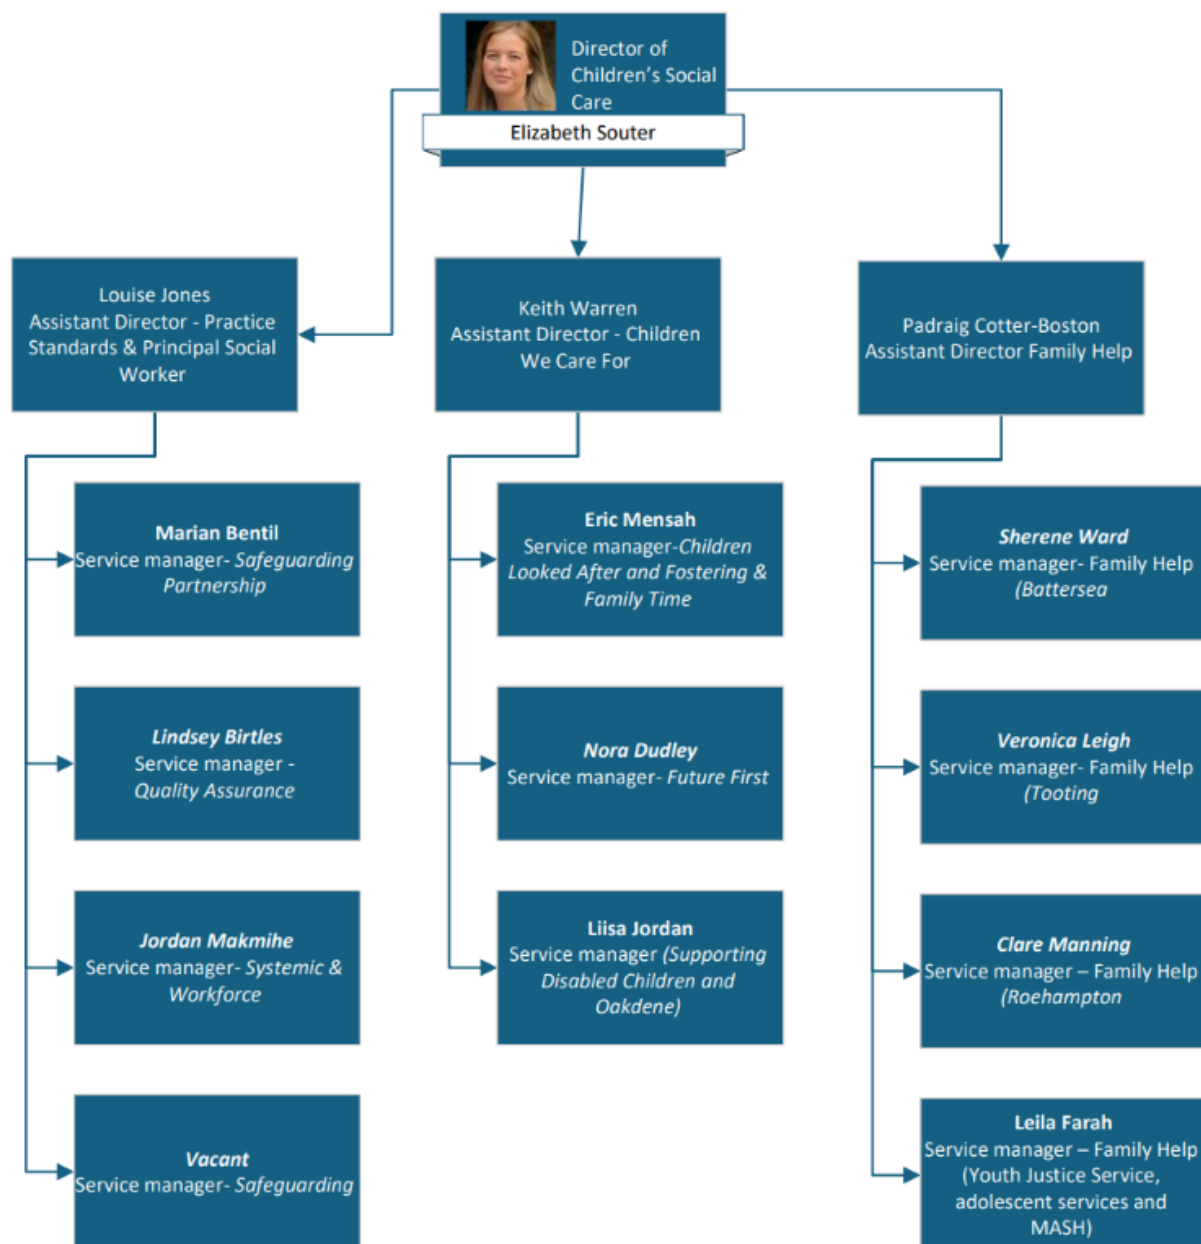 Director of
Children's Social
Care
Elizabeth Souter
Louise Jones
Assistant Director - Practice
Standards & Principal Social
Worker
Keith Warren
Assistant Director - Children
We Care For
Padraig Cotter-Boston
Assistant Director Family Help
Marian Bentil
Service manager- Safeguarding
Partnership
Lindsey Birtles
Service manager -
Quality Assurance
Jordan Makmihe
Service manager- Systemic &
Workforce
Vacant
Service manager- Safeguarding
Eric Mensah
Service manager-Children
Looked After and Fostering &
Family Time
Nora Dudley
Service manager- Future First
Liisa Jordan
Service manager (Supporting
Disabled Children and
Oakdene)
Sherene Ward
Service manager- Family Help
(Battersea
Veronica Leigh
Service manager- Family Help
(Tooting
Clare Manning
Service manager – Family Help
(Roehampton
Leila Farah
Service manager – Family Help
(Youth Justice Service,
adolescent services and
MASH)